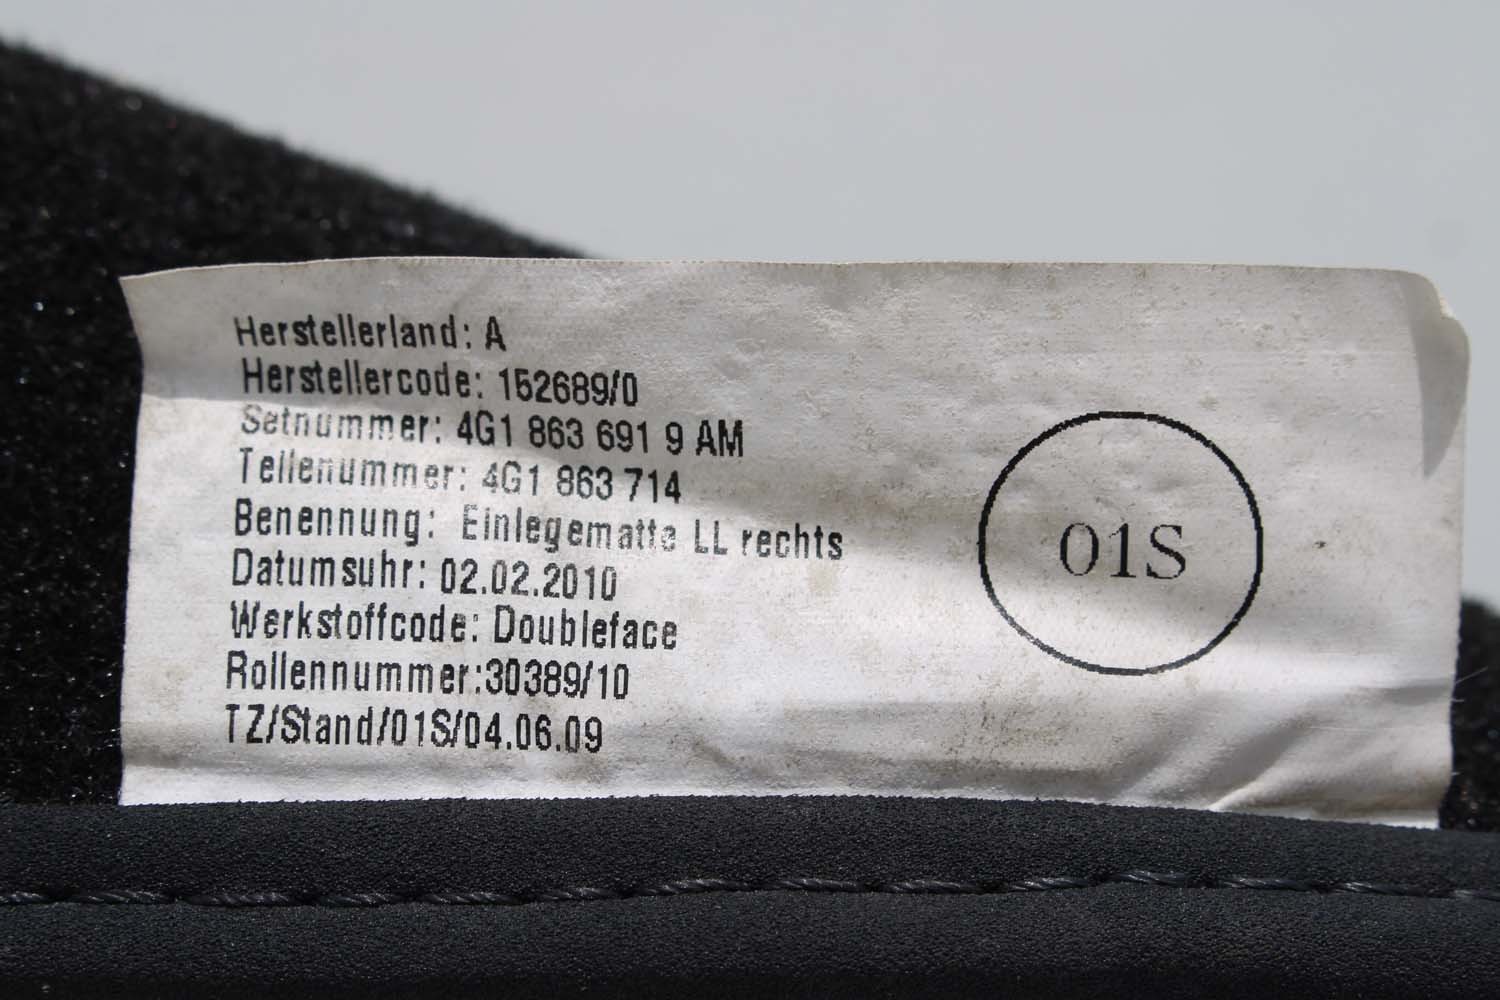 Herstellerland: A
Herstellercode: 152689/0
Setnummer: 4G1 863 691 9 AM
Teilenummer: 4G1 863 714
Benennung: Einlegematte LL rechts
Datumsuhr: 02.02.2010
Werkstoffcode: Doubleface
Rollennummer:30389/10
TZ/Stand/01S/04.06.09
01S